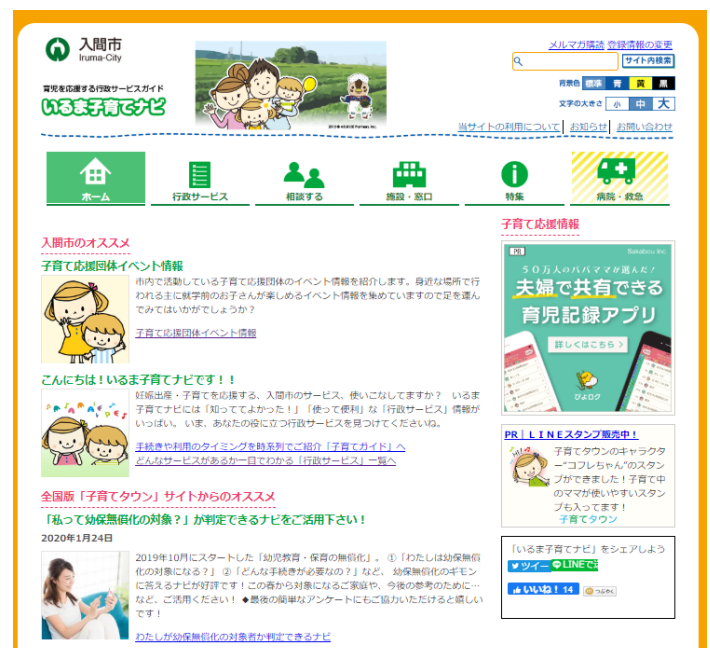 入間市
Iruma-City
育児を応援する行政サービスガイド
いるま子育てナビ
メルマガ購読 登録情報の変更
サイト内検索
背景色 標準 青 黄 黒
文字の大きさ 小 中 大
当サイトの利用について お知らせ お問い合わせ
ホーム 行政サービス 相談する 施設・窓口 特集 病院・救急
入間市のオススメ
子育て応援団体イベント情報
市内で活動している子育て応援団体のイベント情報を紹介します。身近な場所で行
われる主に就学前のお子さんが楽しめるイベント情報を集めていますので足を運ん
でみてはいかがでしょうか？
子育て応援団体イベント情報
こんにちは！いるま子育てナビです！！
妊娠出産・子育てを応援する、入間市のサービス、使いこなしてますか？ いるま
子育てナビには「知っててよかった！」「使って便利」な「行政サービス」情報が
いっぱい。いま、あなたの役に立つ行政サービスを見つけてくださいね。
手続きや利用のタイミングを時系列でご紹介「子育てガイド」へ
どんなサービスがあるか一目でわかる「行政サービス」一覧へ
全国版「子育てタウン」サイトからのオススメ
「私って幼保無償化の対象？」が判定できるナビをご活用下さい！
2020年1月24日
2019年10月にスタートした「幼児教育・保育の無償化」。 ①「わたしは幼保無償
化の対象になる？」 ②「どんな手続きが必要なの？」など、 幼保無償化のギモン
に答えるナビが好評です！この春から対象になるご家庭や、今後の参考のために…
など、ご活用ください！ ◆最後の簡単なアンケートにもご協力いただけると嬉しい
です！
わたしが幼保無償化の対象者か判定できるナビ
子育て応援情報
PR
Sakabou Inc
５０万人のパパママが選んだ！
夫婦で共有できる
育児記録アプリ
詳しくはこちら
ぴよログ
PR｜ＬＩＮＥスタンプ販売中！
子育てタウンのキャラクタ
ー“コフレちゃん”のスタン
プができました！子育て中
のママが使いやすいスタン
プも入ってます！
子育てタウン
「いるま子育てナビ」をシェアしよう
ツイー LINEで送
いいね！ 14 つぶやく